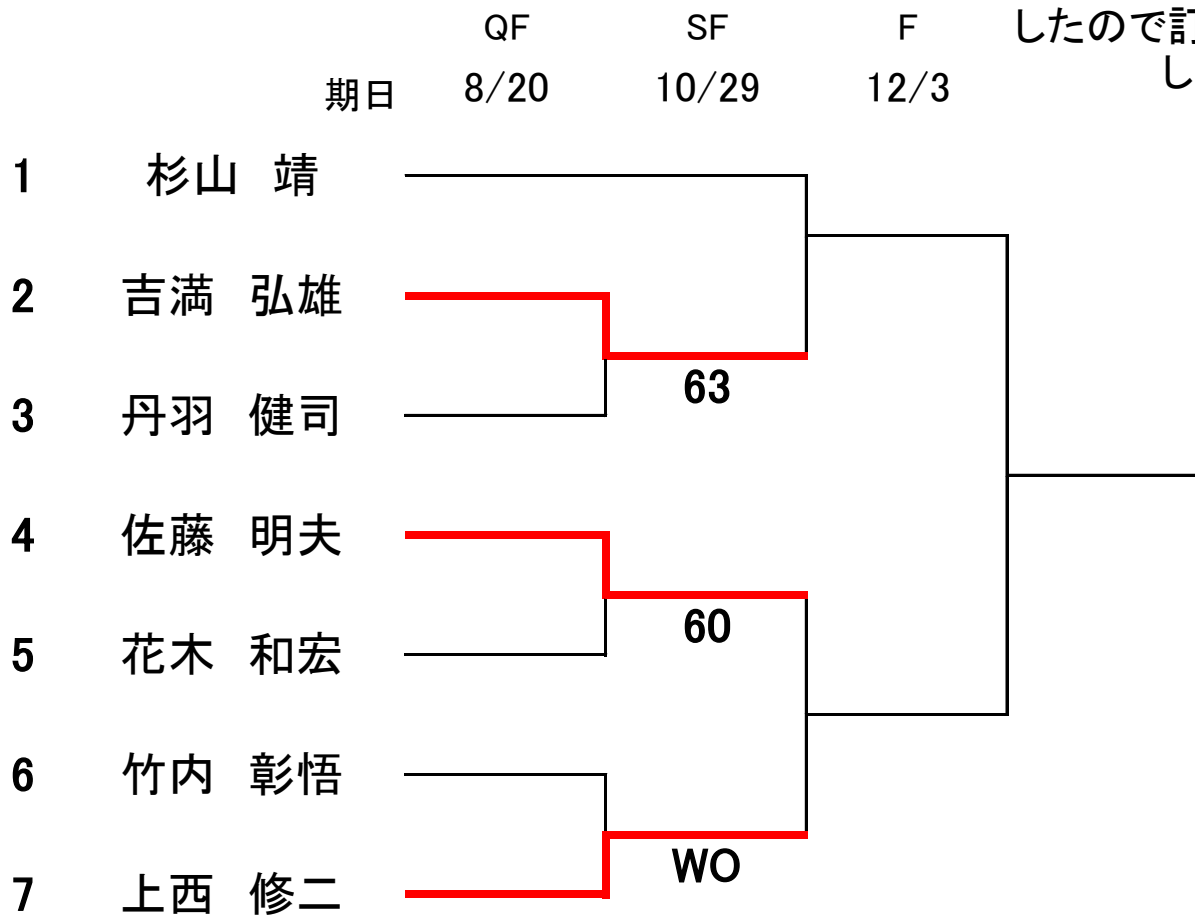 QF SF F したので訂
期日 8/20 10/29 12/3 し
1 杉山 靖
2 吉満 弘雄
63
3 丹羽 健司
4 佐藤 明夫
60
5 花木 和宏
6 竹内 彰悟
WO
7 上西 修二